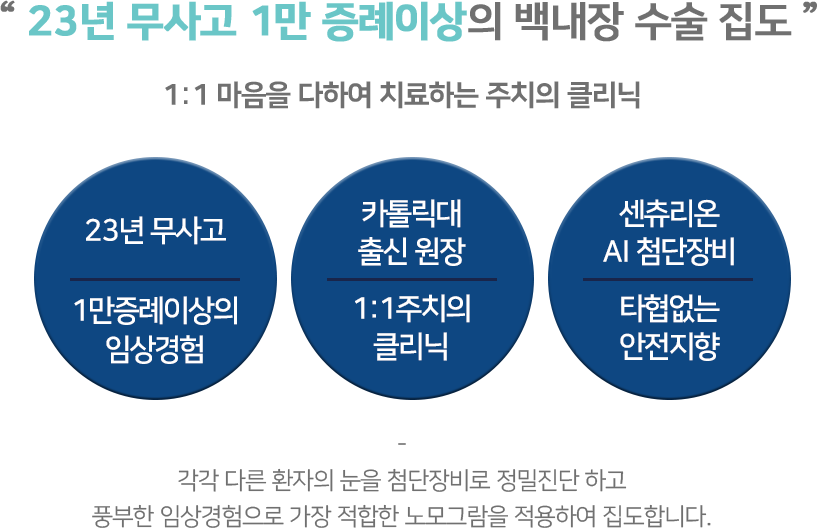 “ 23년 무사고 1만 증례이상의 백내장 수술 집도 ”
1:1 마음을 다하여 치료하는 주치의 클리닉
23년 무사고
1만증례이상의
임상경험
카톨릭대
출신 원장
1:1주치의
클리닉
센츄리온
AI 첨단장비
타협없는
안전지향
-
각각 다른 환자의 눈을 첨단장비로 정밀진단 하고
풍부한 임상경험으로 가장 적합한 노모그람을 적용하여 집도합니다.